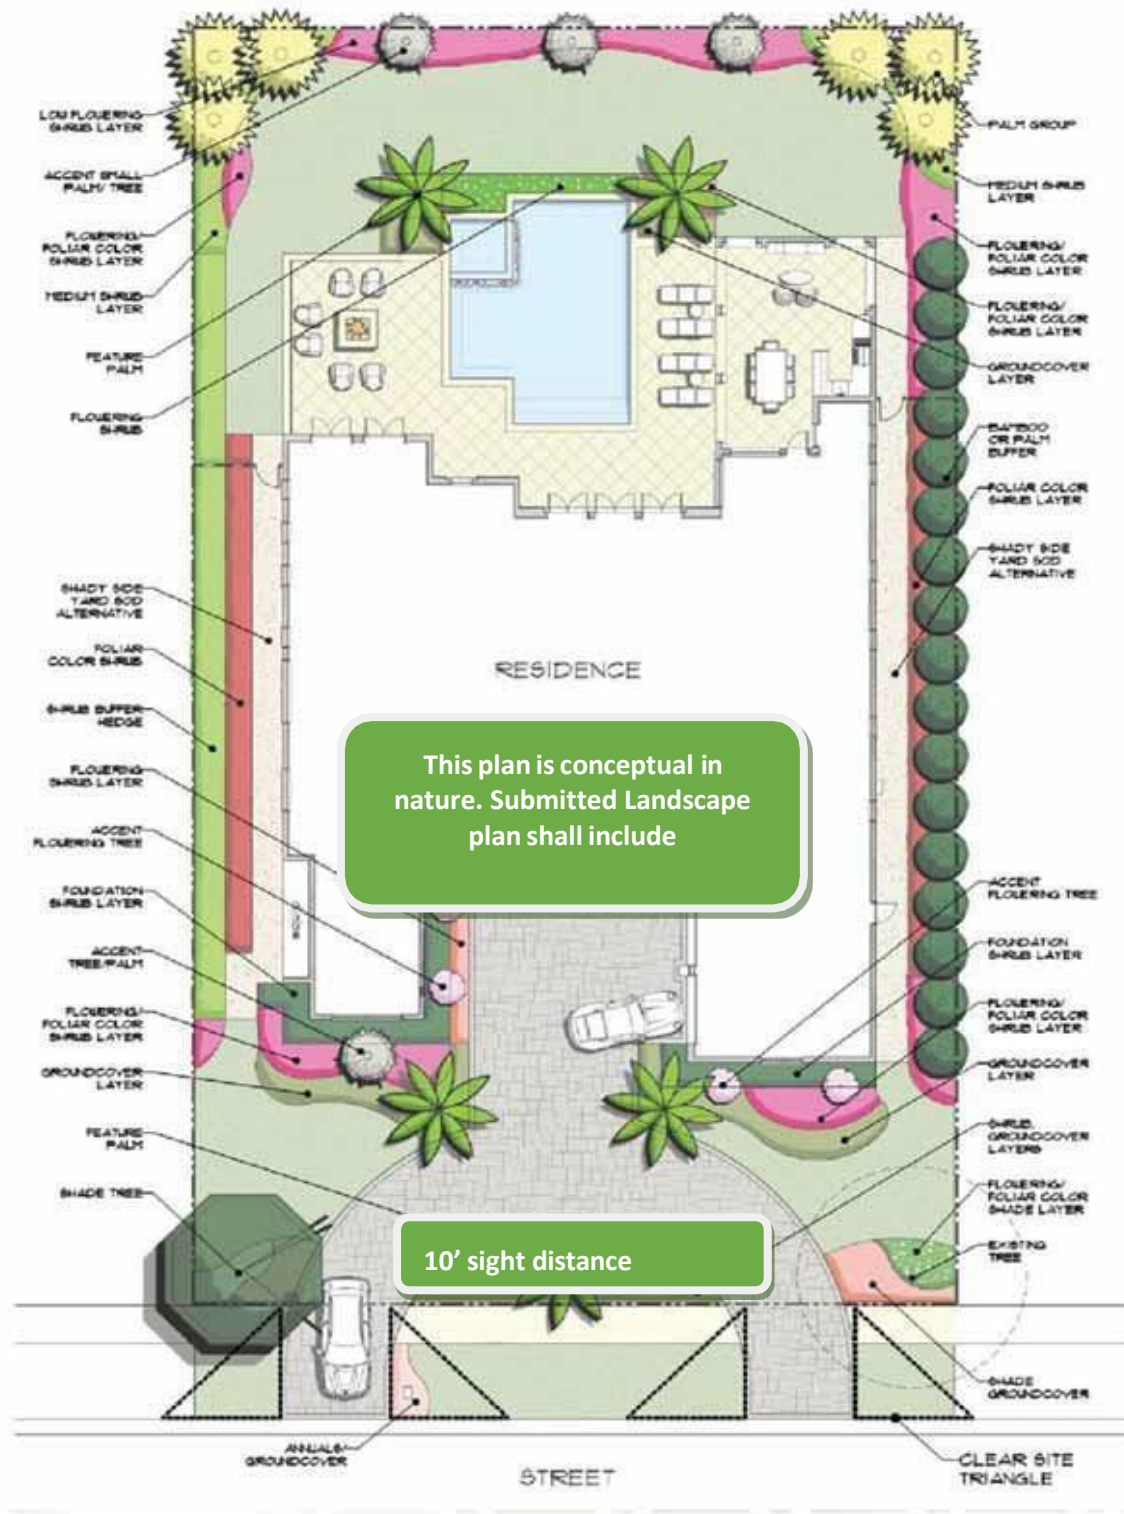 LOW FLOWERING
SHRUB LAYER
ACCENT SMALL
PALM/ TREE
FLOWERING/
FOLIAR COLOR
SHRUB LAYER
MEDIUM SHRUB
LAYER
FEATURE
PALM
FLOWERING
SHRUB
SHADY SIDE
YARD SOD
ALTERNATIVE
FOLIAR
COLOR SHRUB
SHRUB BUFFER
HEDGE
FLOWERING
SHRUB LAYER
ACCENT
FLOWERING TREE
FOUNDATION
SHRUB LAYER
ACCENT
TREE/PALM
FLOWERING/
FOLIAR COLOR
SHRUB LAYER
GROUNDCOVER
LAYER
FEATURE
PALM
SHADE TREE
PALM GROUP
MEDIUM SHRUB
LAYER
FLOWERING/
FOLIAR COLOR
SHRUB LAYER
FLOWERING/
FOLIAR COLOR
SHRUB LAYER
GROUNDCOVER
LAYER
BAMBOO
OR PALM
BUFFER
FOLIAR COLOR
SHRUB LAYER
SHADY SIDE
YARD SOD
ALTERNATIVE
RESIDENCE
This plan is conceptual in
nature. Submitted Landscape
plan shall include
ACCENT
FLOWERING TREE
FOUNDATION
SHRUB LAYER
FLOWERING/
FOLIAR COLOR
SHRUB LAYER
GROUNDCOVER
LAYER
SHRUB,
GROUNDCOVER
LAYERS
FLOWERING/
FOLIAR COLOR
SHADE LAYER
EXISTING
TREE
10’ sight distance
SHADE
GROUNDCOVER
ANNUALS/
GROUNDCOVER
STREET
CLEAR SITE
TRIANGLE